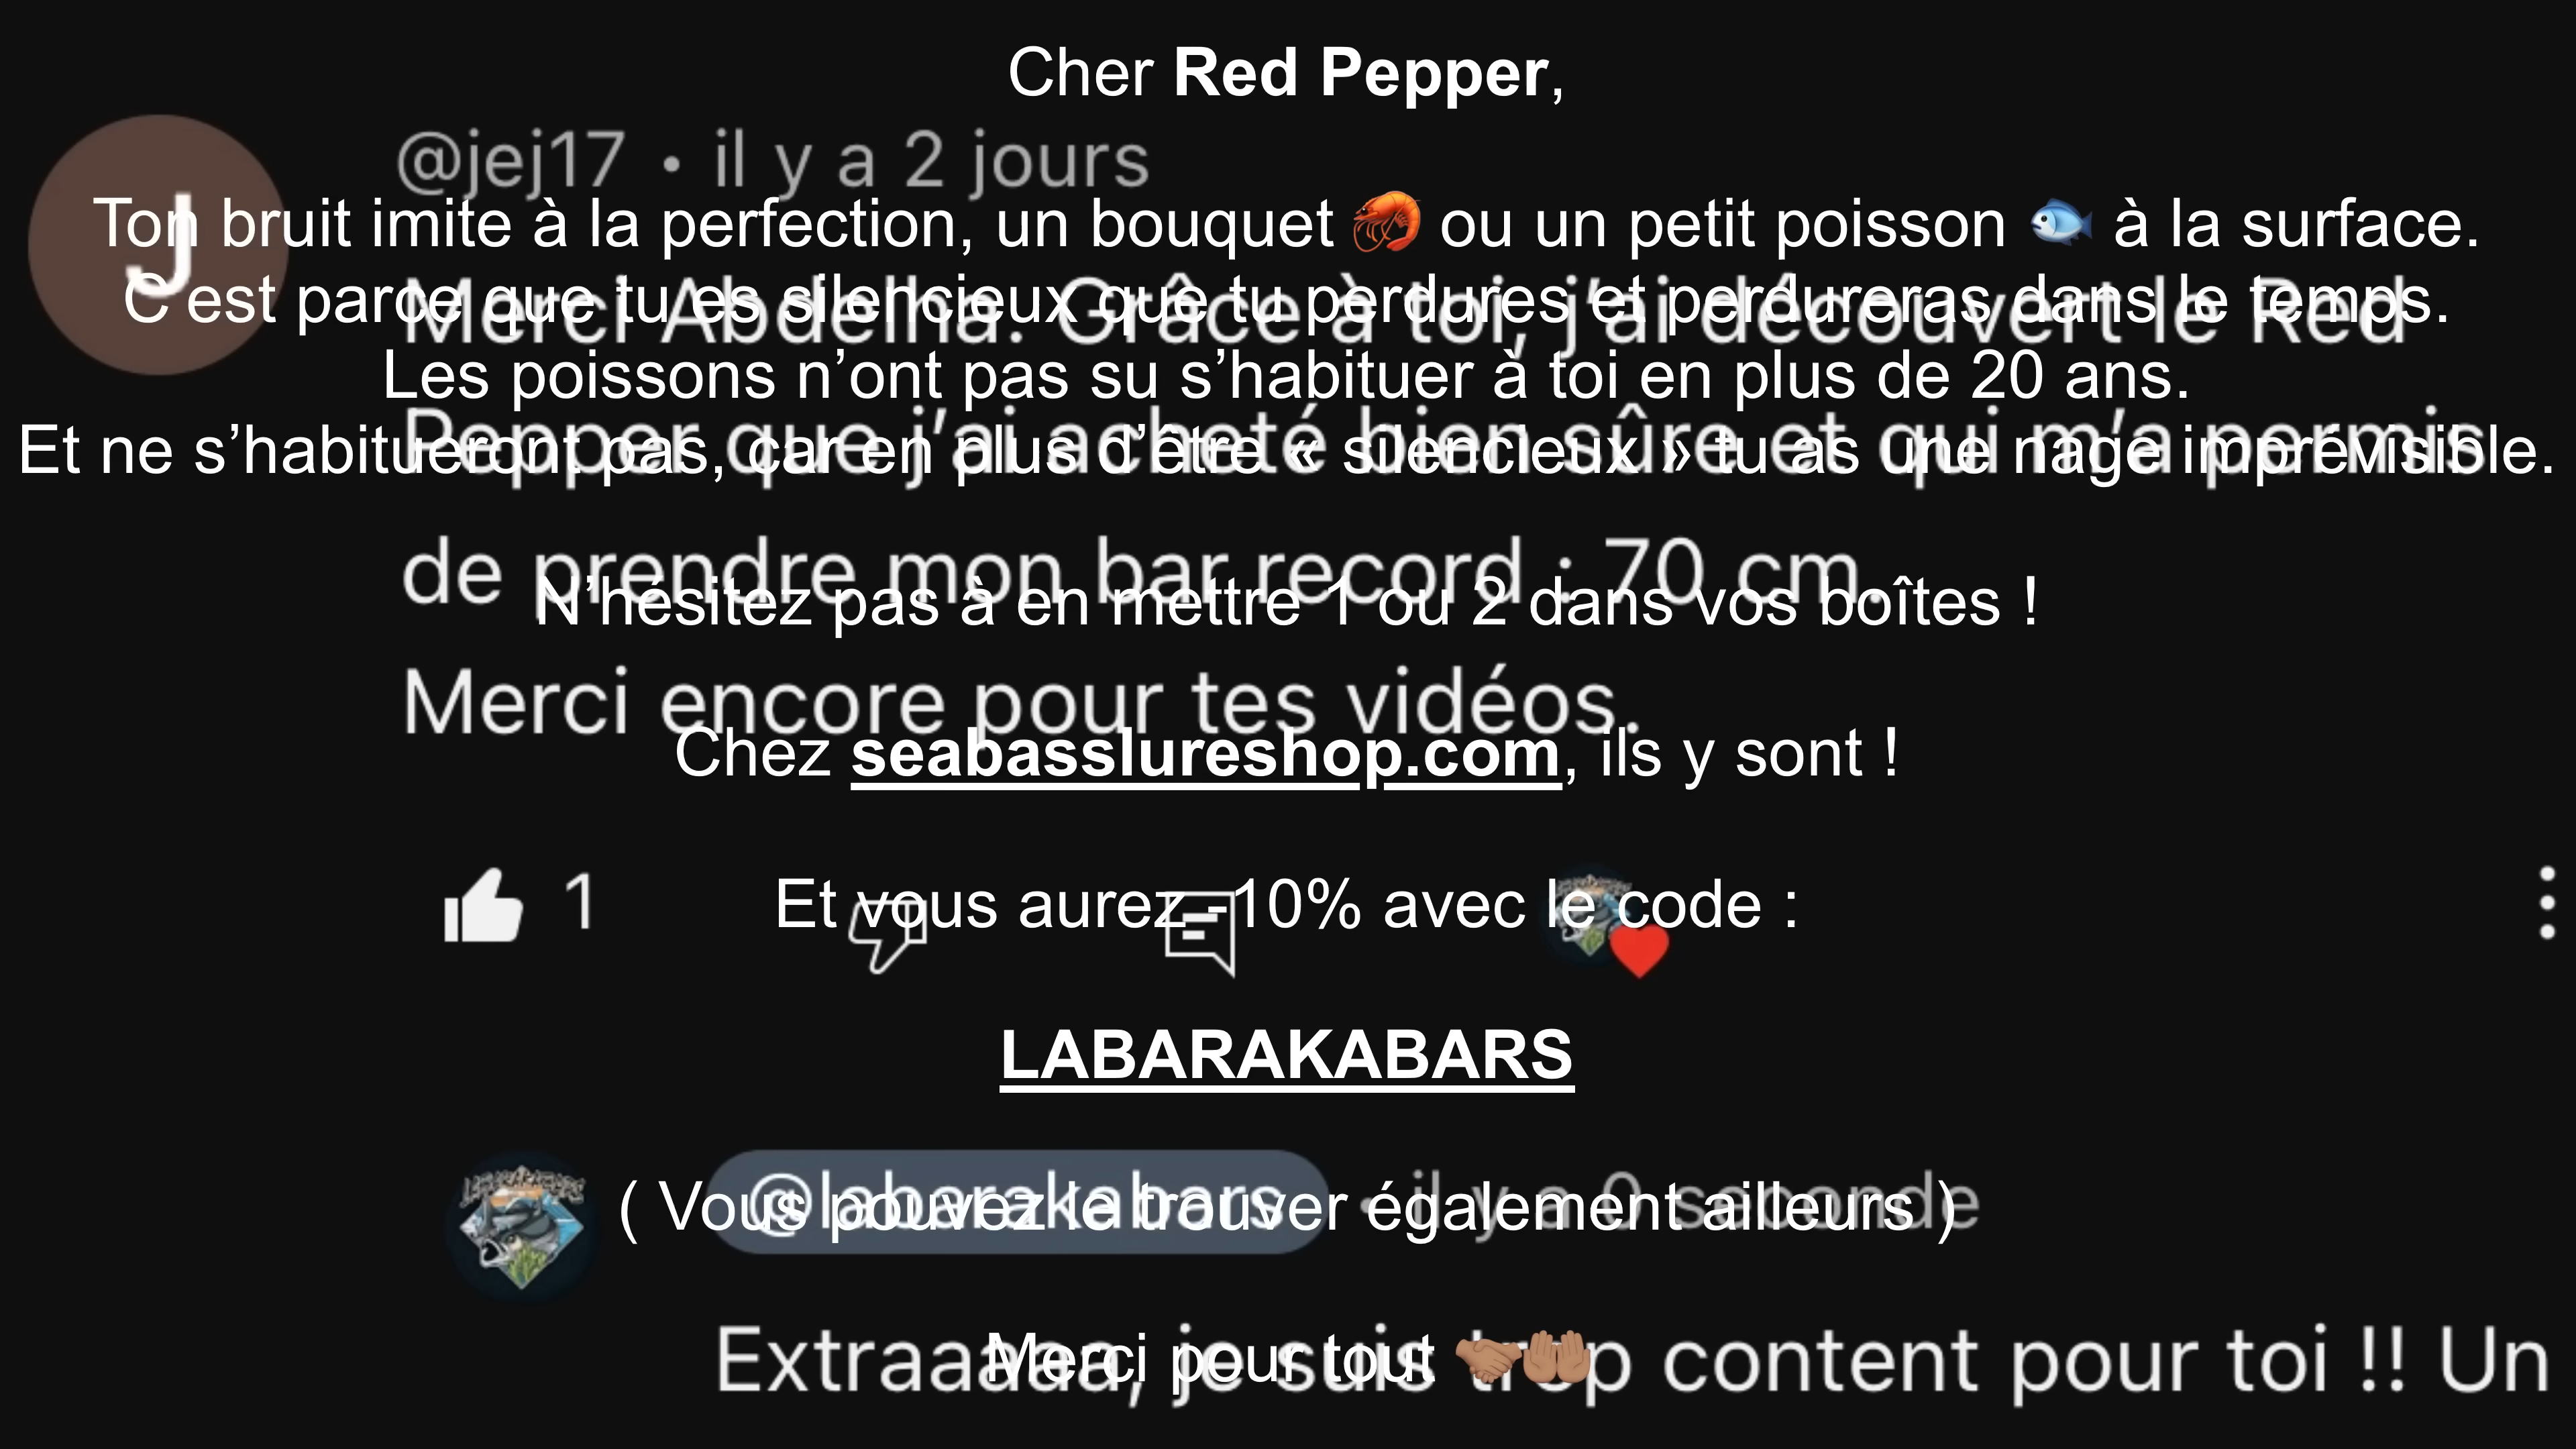 Cher Red Pepper,
@jej17 • il y a 2 jours
J
Ton bruit imite à la perfection, un bouquet 🦐 ou un petit poisson 🐟 à la surface.
C'est parce que tu es silencieux que tu perdures et perdureras dans le temps.
Merci Abdelha. Grâce à toi, j'ai découvert le Red
Les poissons n'ont pas su s'habituer à toi en plus de 20 ans.
Pepper que j'ai acheté bien sûre et qui m'a permis
Et ne s'habitueront pas, car en plus d'être « silencieux » tu as une nage imprévisible.
de prendre mon bar record : 70 cm.
N'hésitez pas à en mettre 1 ou 2 dans vos boîtes !
Merci encore pour tes vidéos.
Chez seabasslureshop.com, ils y sont !
1
Et vous aurez -10% avec le code :
LABARAKABARS
@labarakabars • il y a 0 seconde
( Vous pouvez le trouver également ailleurs )
Extraaaaa, je suis trop content pour toi !! Un
Merci pour tout 🤝🏽🤲🏽